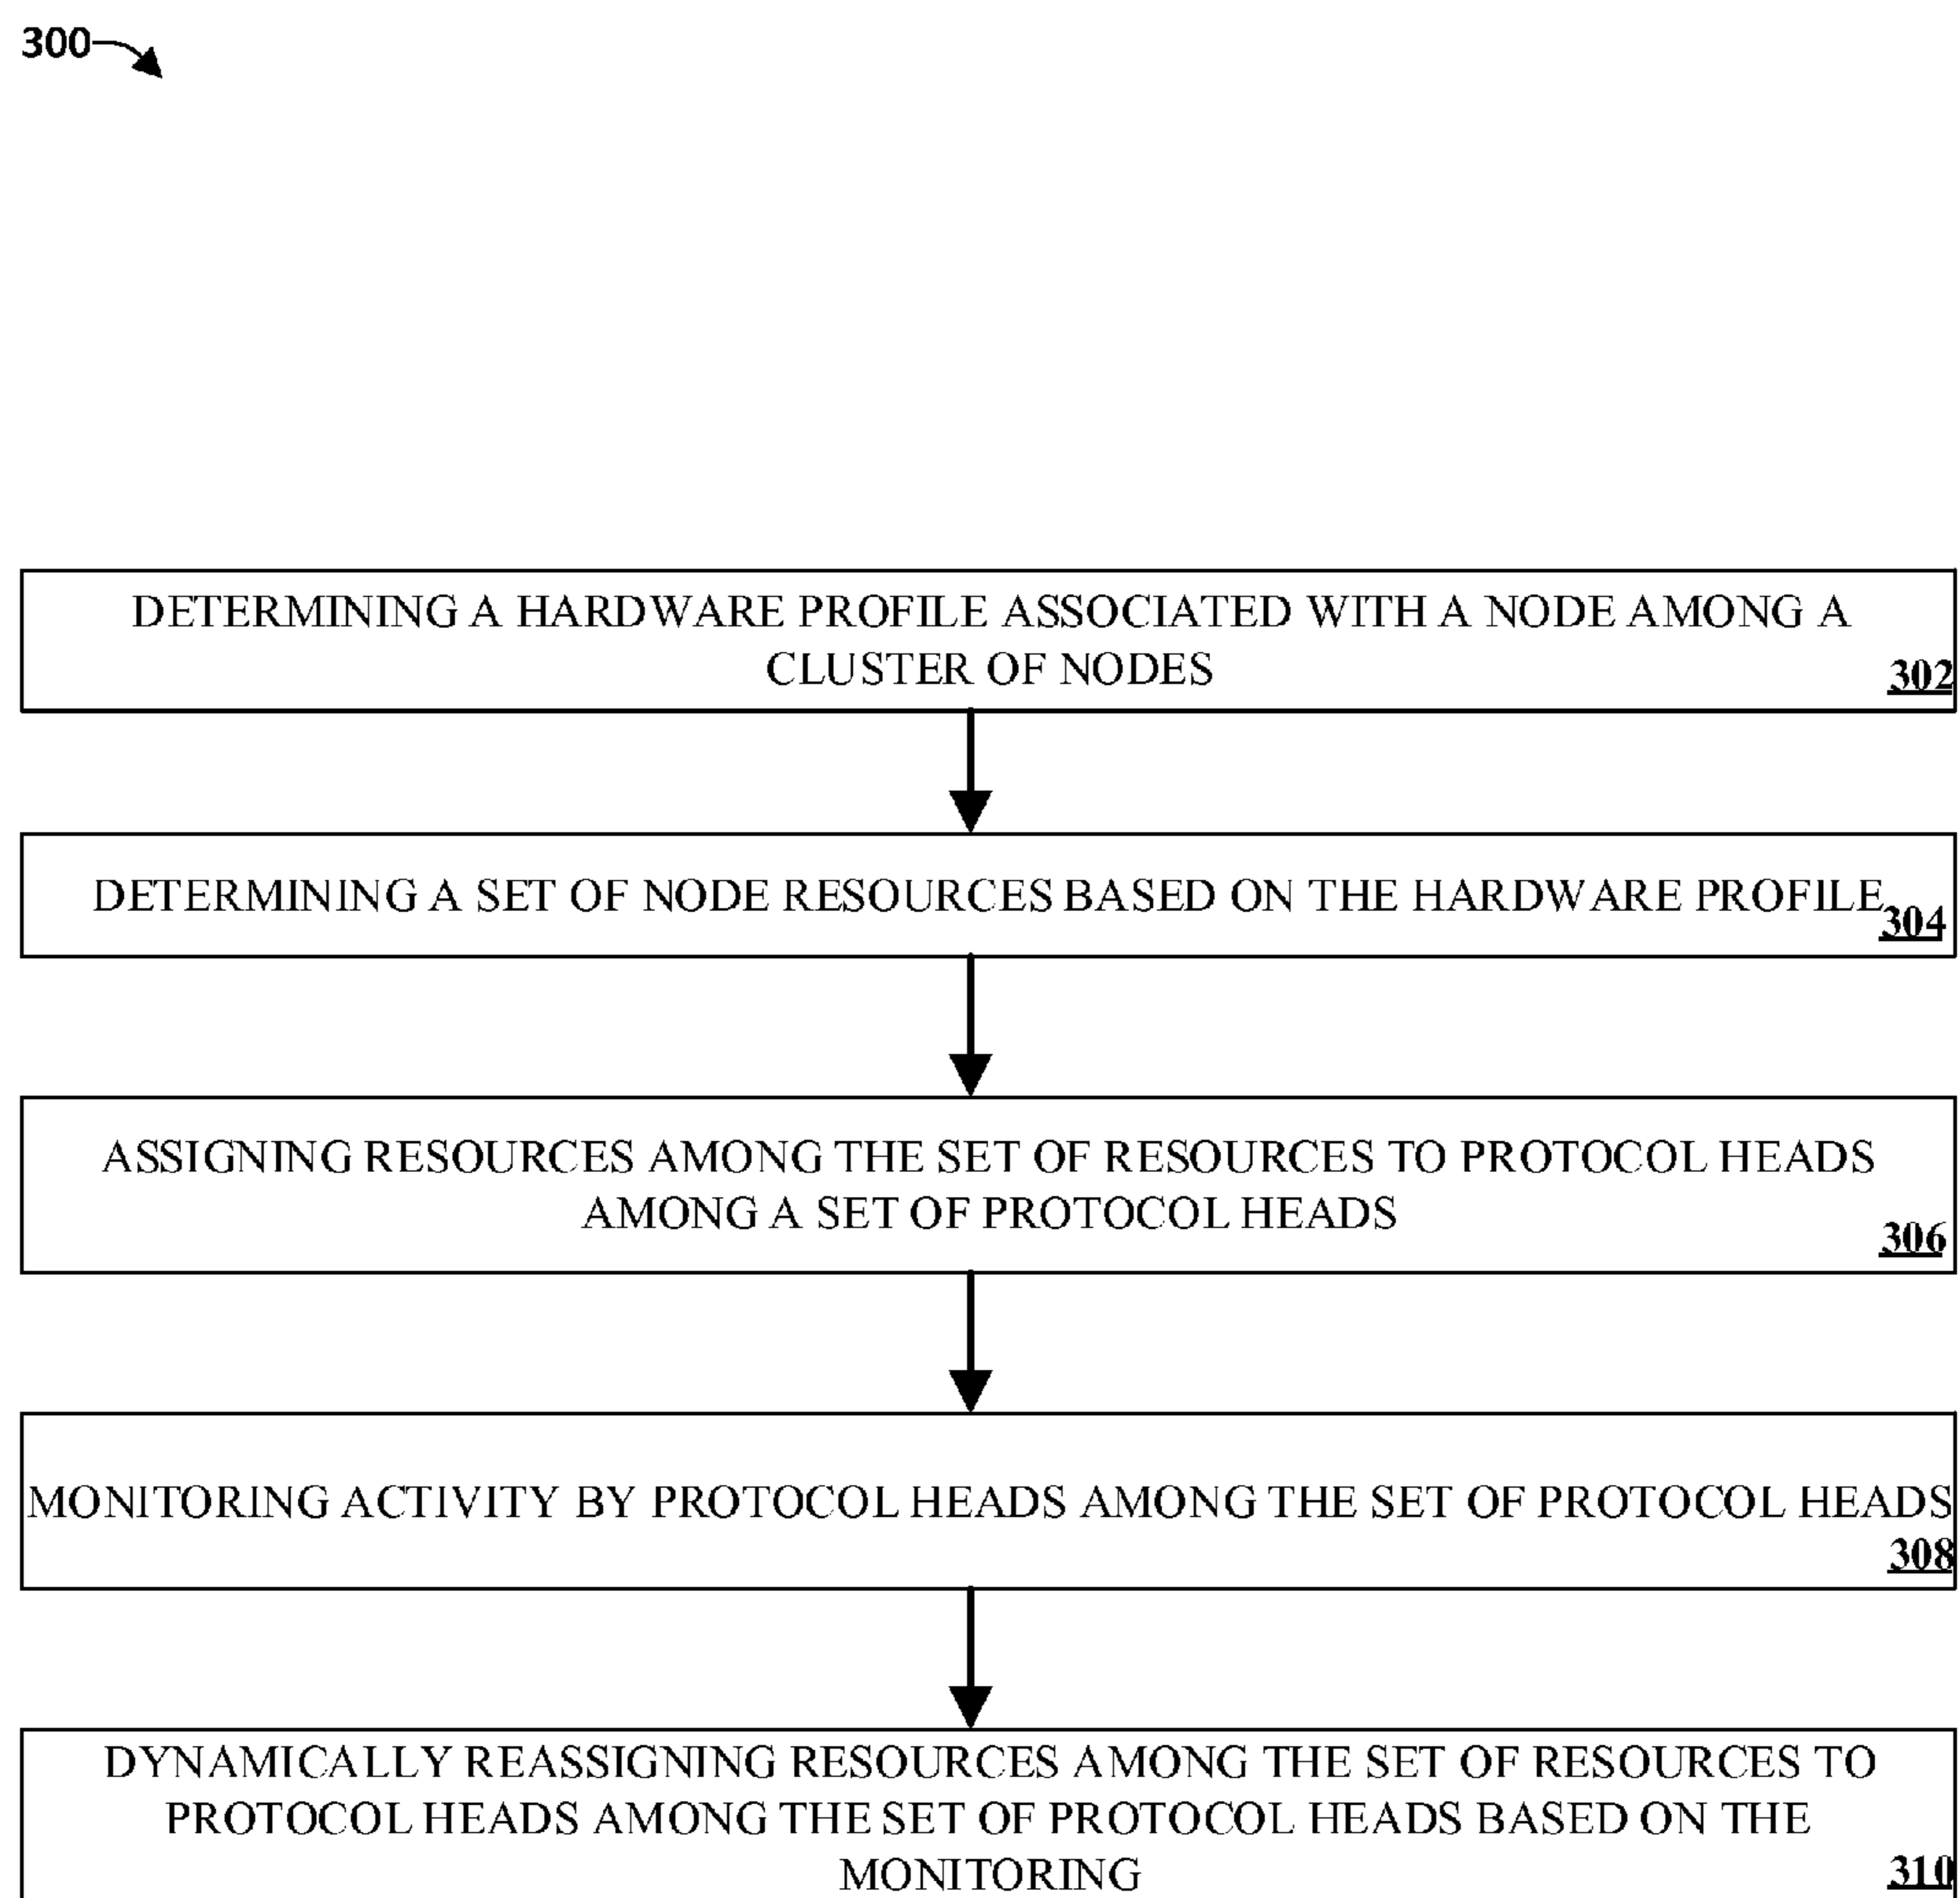 300
DETERMINING A HARDWARE PROFILE ASSOCIATED WITH A NODE AMONG A
CLUSTER OF NODES
302
DETERMINING A SET OF NODE RESOURCES BASED ON THE HARDWARE PROFILE
304
ASSIGNING RESOURCES AMONG THE SET OF RESOURCES TO PROTOCOL HEADS
AMONG A SET OF PROTOCOL HEADS
306
MONITORING ACTIVITY BY PROTOCOL HEADS AMONG THE SET OF PROTOCOL HEADS
308
DYNAMICALLY REASSIGNING RESOURCES AMONG THE SET OF RESOURCES TO
PROTOCOL HEADS AMONG THE SET OF PROTOCOL HEADS BASED ON THE
MONITORING
310